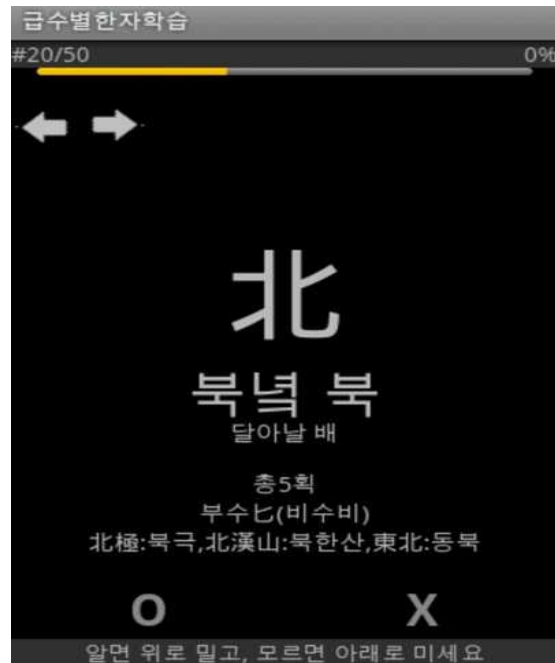 급수별한자학습
#20/50 0%
北
북녘 북
달아날 배
총5획
부수匕(비수비)
北極:북극,北漢山:북한산,東北:동북
O X
알면 위로 밀고, 모르면 아래로 미세요